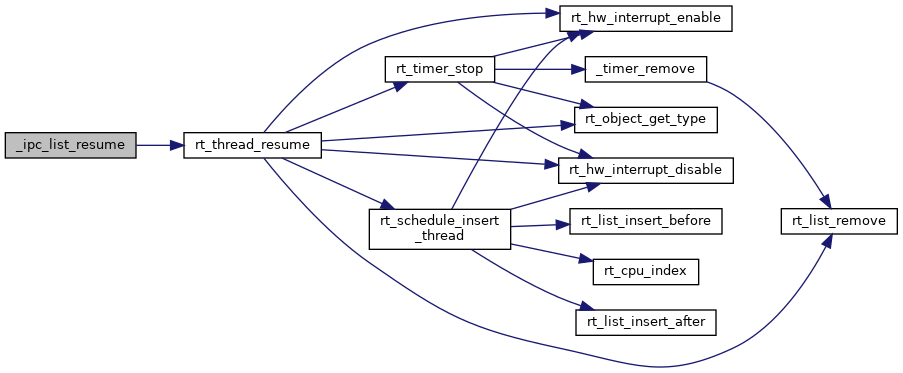 _ipc_list_resume
rt_thread_resume
rt_timer_stop
rt_schedule_insert
_thread
rt_hw_interrupt_enable
_timer_remove
rt_object_get_type
rt_hw_interrupt_disable
rt_list_insert_before
rt_cpu_index
rt_list_insert_after
rt_list_remove